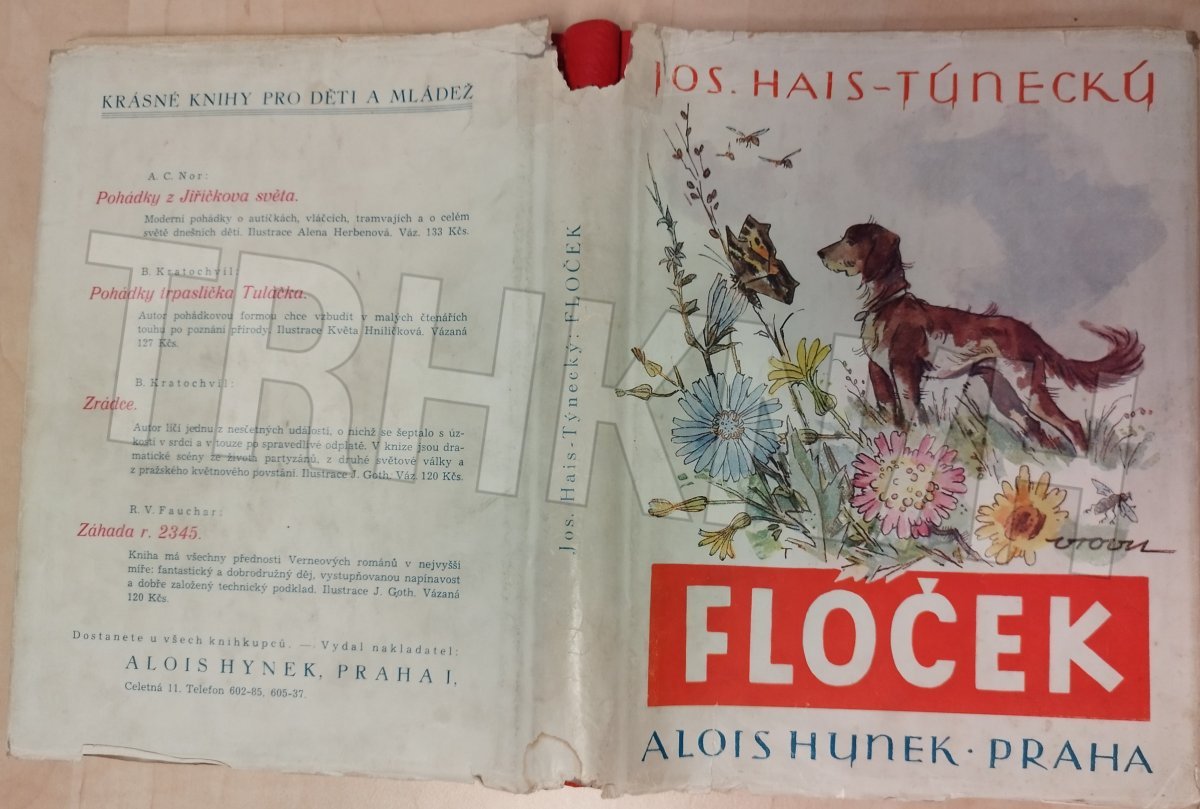 KRÁSNÉ KNIHY PRO DĚTI A MLÁDEŽ
A. C. Nor:
Pohádky z Jiříčkova světa.
Moderní pohádky o autíčkách, vláčcích, tramvajích a o celém
světě dnešních dětí. Ilustrace Alena Herbenová. Váz. 133 Kčs.
B. Kratochvíl:
Pohádky trpaslíčka Tuláčka.
Autor pohádkovou formou chce vzbudit v malých čtenářích
touhu po poznání přírody. Ilustrace Květa Hniličková. Vázaná
127 Kčs.
B. Kratochvíl:
Zrádce.
Autor líčí jednu z nesčetných událostí, o nichž se šeptalo s úz-
kostí v srdci a v touze po spravedlivé odplatě. V knize jsou dra-
matické scény ze života partyzánů, z druhé světové války a
z pražského květnového povstání. Ilustrace J. Goth. Váz. 120 Kčs.
R. V. Fauchar:
Záhada r. 2345.
Kniha má všechny přednosti Verneových románů v nejvyšší
míře: fantastický a dobrodružný děj, vystupňovanou napínavost
a dobře založený technický podklad. Ilustrace J. Goth. Vázaná
120 Kčs.
Dostanete u všech knihkupců. — Vydal nakladatel:
ALOIS HYNEK, PRAHA I,
Celetná 11. Telefon 602-85, 605-37.
Jos. Hais-Týnecký: FLOČEK
JOS. HAIS-TÝNECKÝ
FLOČEK
ALOIS HYNEK · PRAHA